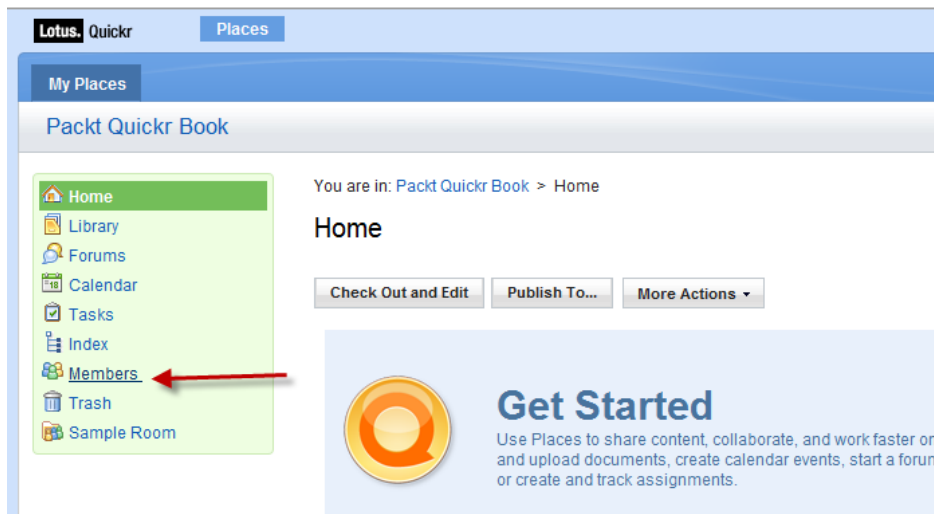 Lotus. Quickr
Places
My Places
Packt Quickr Book
Home
Library
Forums
18
Calendar
Tasks
Index
Members
Trash
Sample Room
You are in: Packt Quickr Book > Home
Home
Check Out and Edit
Publish To...
More Actions
Get Started
Use Places to share content, collaborate, and work faster or
and upload documents, create calendar events, start a forum
or create and track assignments.